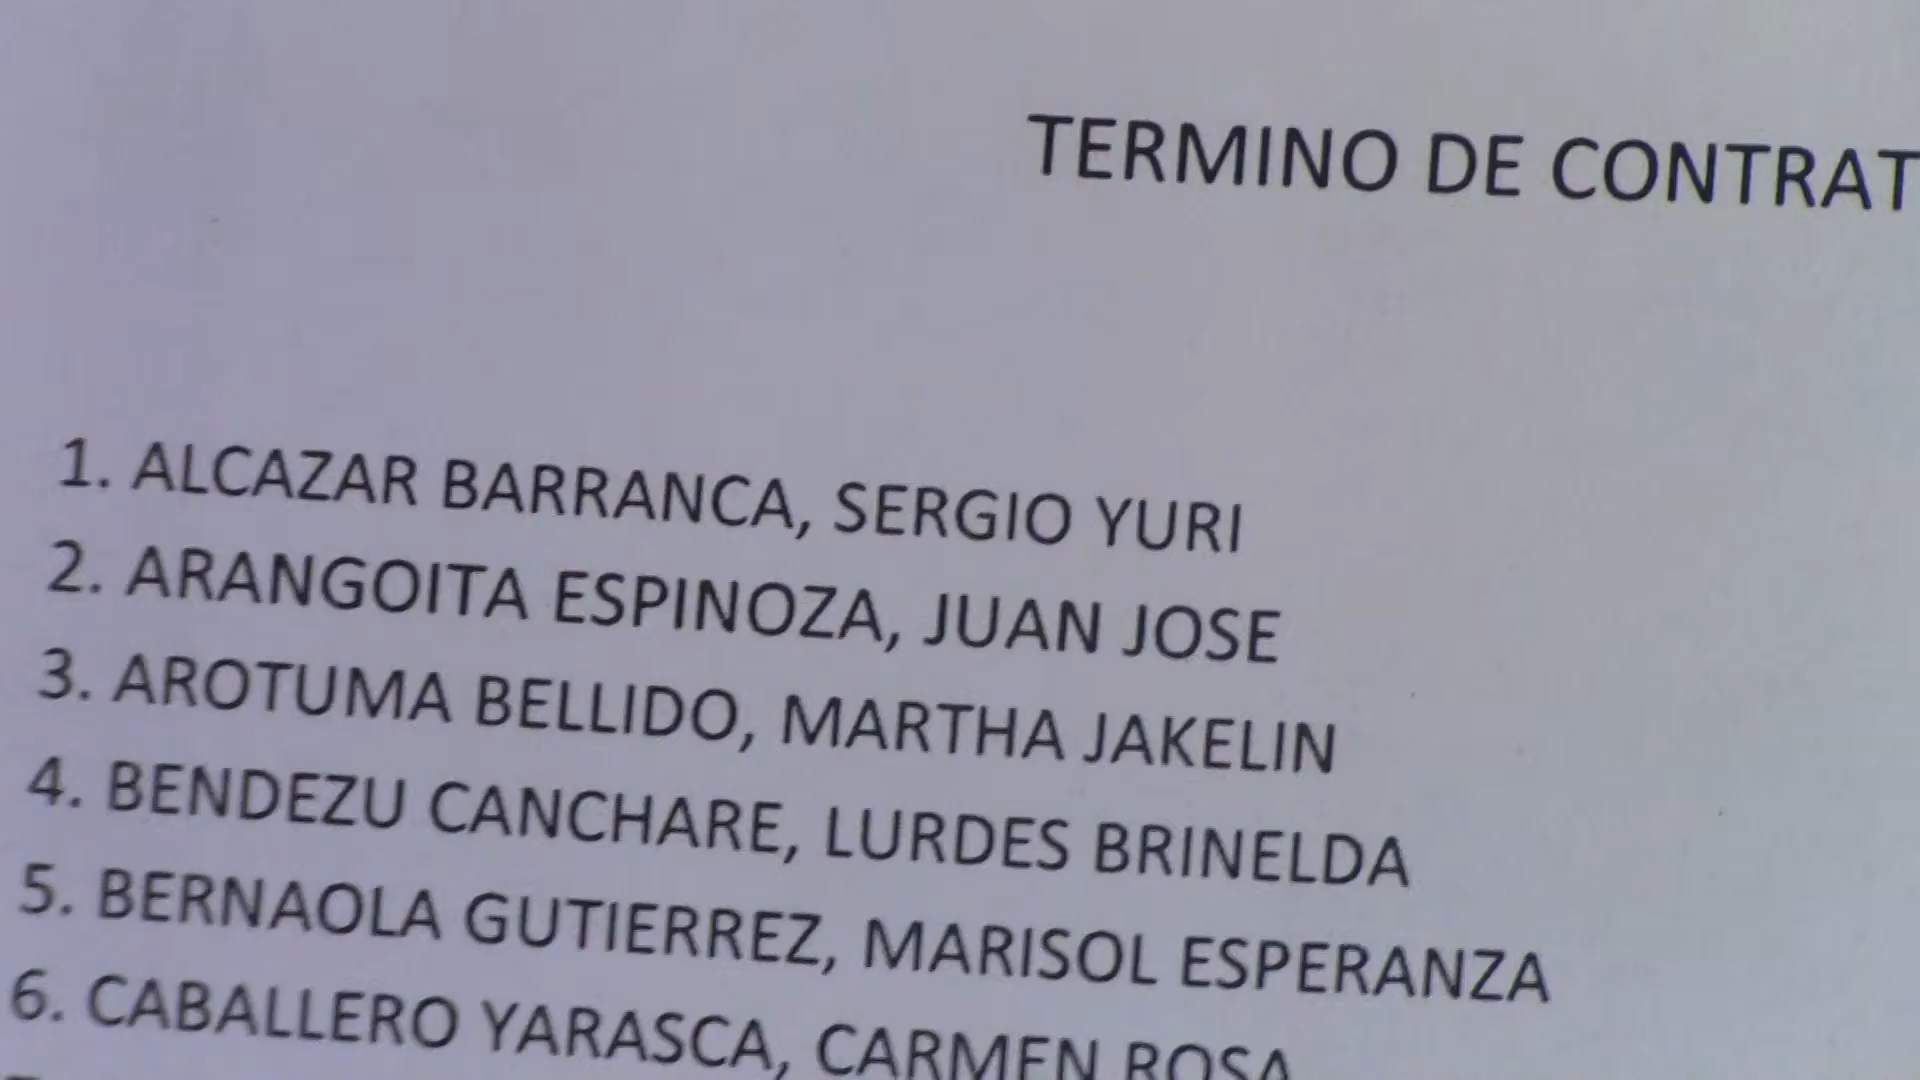 TERMINO DE CONTRAT
1. ALCAZAR BARRANCA, SERGIO YURI
2. ARANGOITA ESPINOZA, JUAN JOSE
3. AROTUMA BELLIDO, MARTHA JAKELIN
4. BENDEZU CANCHARE, LURDES BRINELDA
5. BERNAOLA GUTIERREZ, MARISOL ESPERANZA
6. CABALLERO YARASCA, CARMEN ROSA